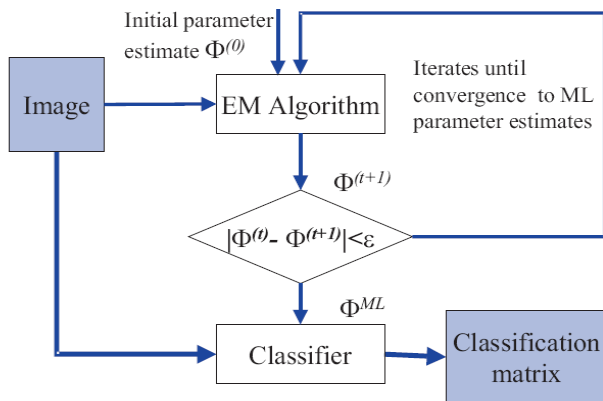 Initial parameter
estimate Φ(0)
Image
EM Algorithm
Iterates until
convergence to ML
parameter estimates
Φ(t+1)
|Φ(t)- Φ(t+1)|<ε
ΦML
Classifier
Classification
matrix